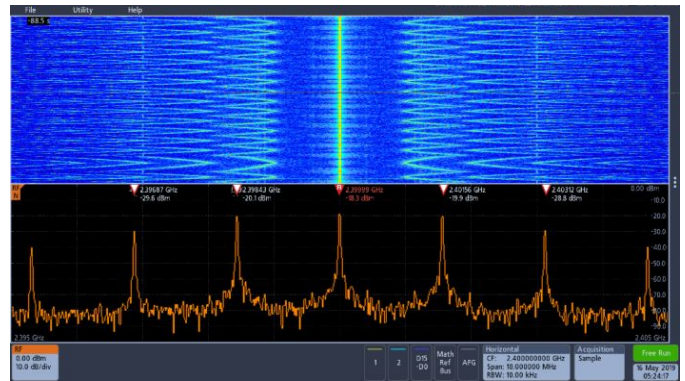 File Utility Help
-88.5 s
2.39687 GHz
-29.6 dBm
2.39843 GHz
-20.1 dBm
2.39999 GHz
-18.3 dBm
2.40156 GHz
-19.9 dBm
2.40312 GHz
-28.8 dBm
0.00 dBm
-10.0
-20.0
-40.0
-50.0
-60.0
-70.0
-90.0
2.395 GHz
2.405 GHz
RF
0.00 dBm
10.0 dB/div
1
2
D15
-D0
Math
Ref
Bus
AFG
Horizontal
CF: 2.400000000 GHz
Span: 10.000000 MHz
RBW: 10.00 kHz
Acquisition
Sample
Free Run
16 May 2019
05:24:17